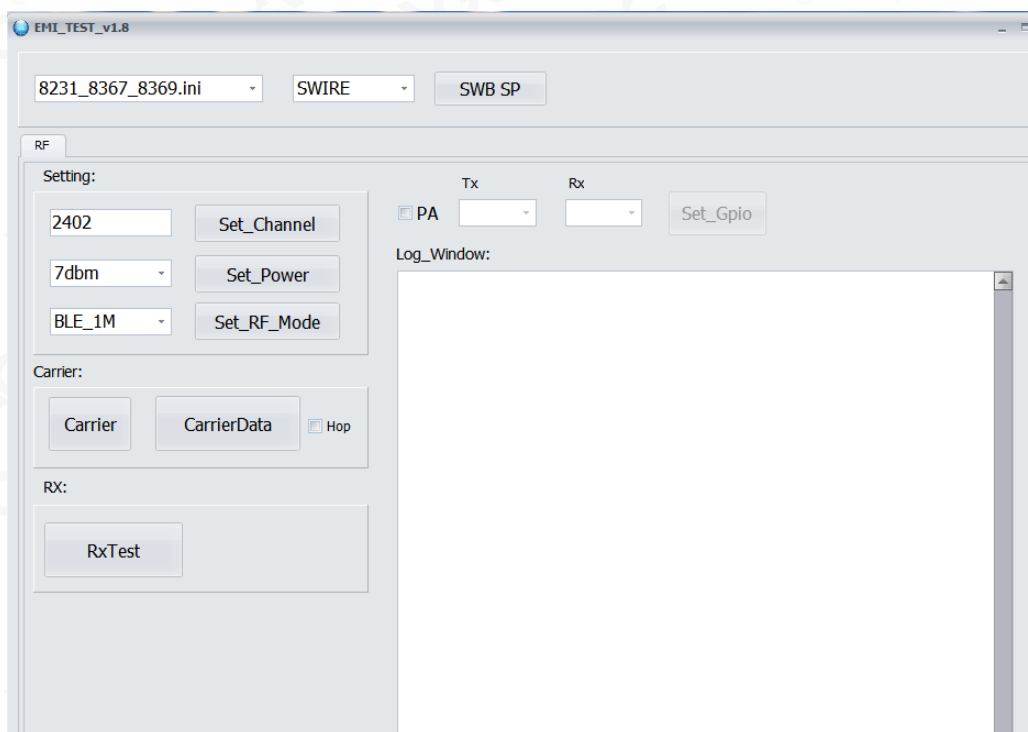 EMI_TEST_v1.8
8231_8367_8369.ini SWIRE SWB SP
RF
Setting:
2402 Set_Channel
7dbm Set_Power
BLE_1M Set_RF_Mode
Carrier:
Carrier CarrierData Hop
RX:
RxTest
Tx Rx
PA Set_Gpio
Log_Window: